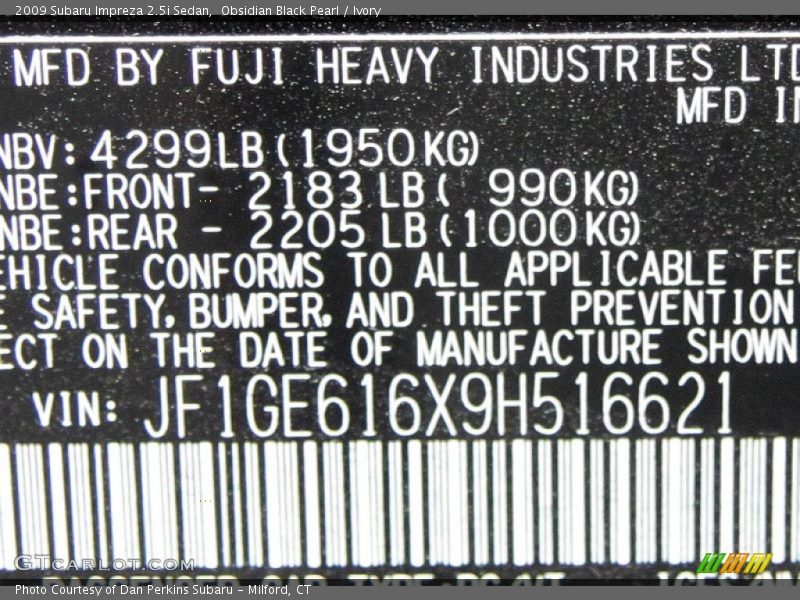 2009 Subaru Impreza 2.5i Sedan, Obsidian Black Pearl / Ivory
MFD BY FUJI HEAVY INDUSTRIES LTD
MFD IN
NBV: 4299LB(1950KG)
NBE:FRONT- 2183 LB( 990KG)
NBE:REAR - 2205 LB(1000KG)
EHICLE CONFORMS TO ALL APPLICABLE FE
E SAFETY, BUMPER, AND THEFT PREVENTION
ECT ON THE DATE OF MANUFACTURE SHOWN
VIN: JF1GE616X9H516621
GTCARLOT.COM
Photo Courtesy of Dan Perkins Subaru - Milford, CT